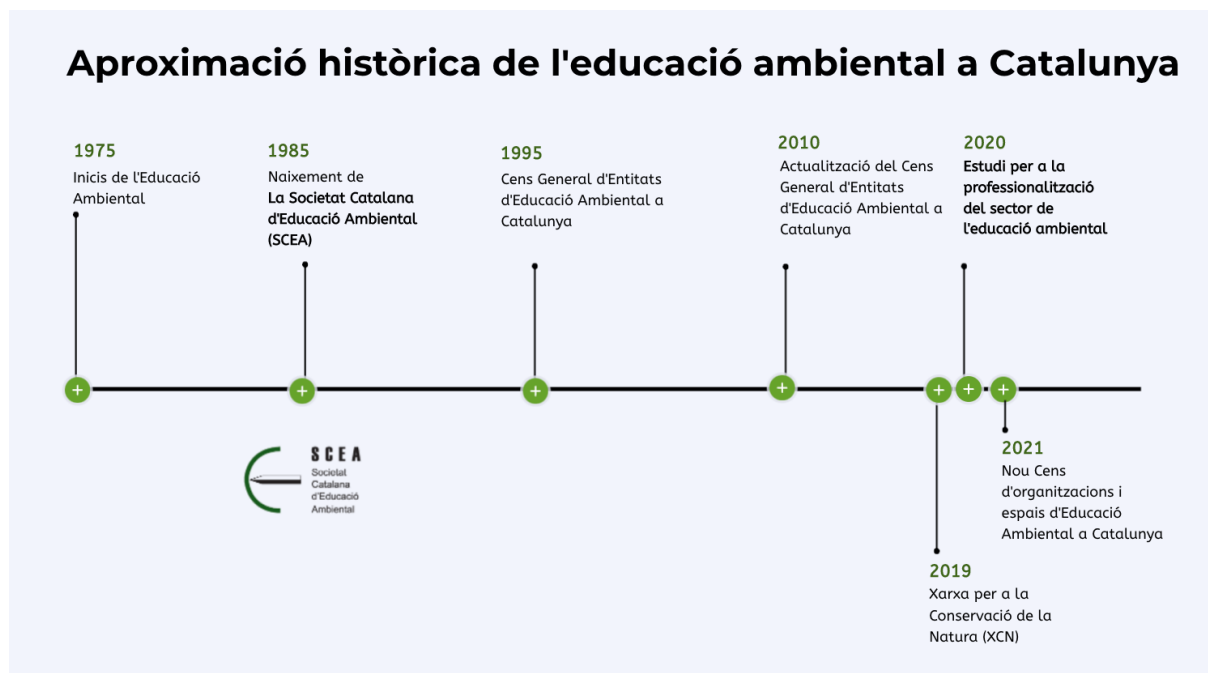 Aproximació històrica de l'educació ambiental a Catalunya
1975
Inicis de l'Educació
Ambiental
1985
Naixement de
La Societat Catalana
d'Educació Ambiental
(SCEA)
1995
Cens General d'Entitats
d'Educació Ambiental a
Catalunya
2010
Actualització del Cens
General d'Entitats
d'Educació Ambiental a
Catalunya
2020
Estudi per a la
professionalització
del sector de
l'educació ambiental
SCEA
Societat
Catalana
d'Educació
Ambiental
2021
Nou Cens
d'organitzacions i
espais d'Educació
Ambiental a Catalunya
2019
Xarxa per a la
Conservació de la
Natura (XCN)